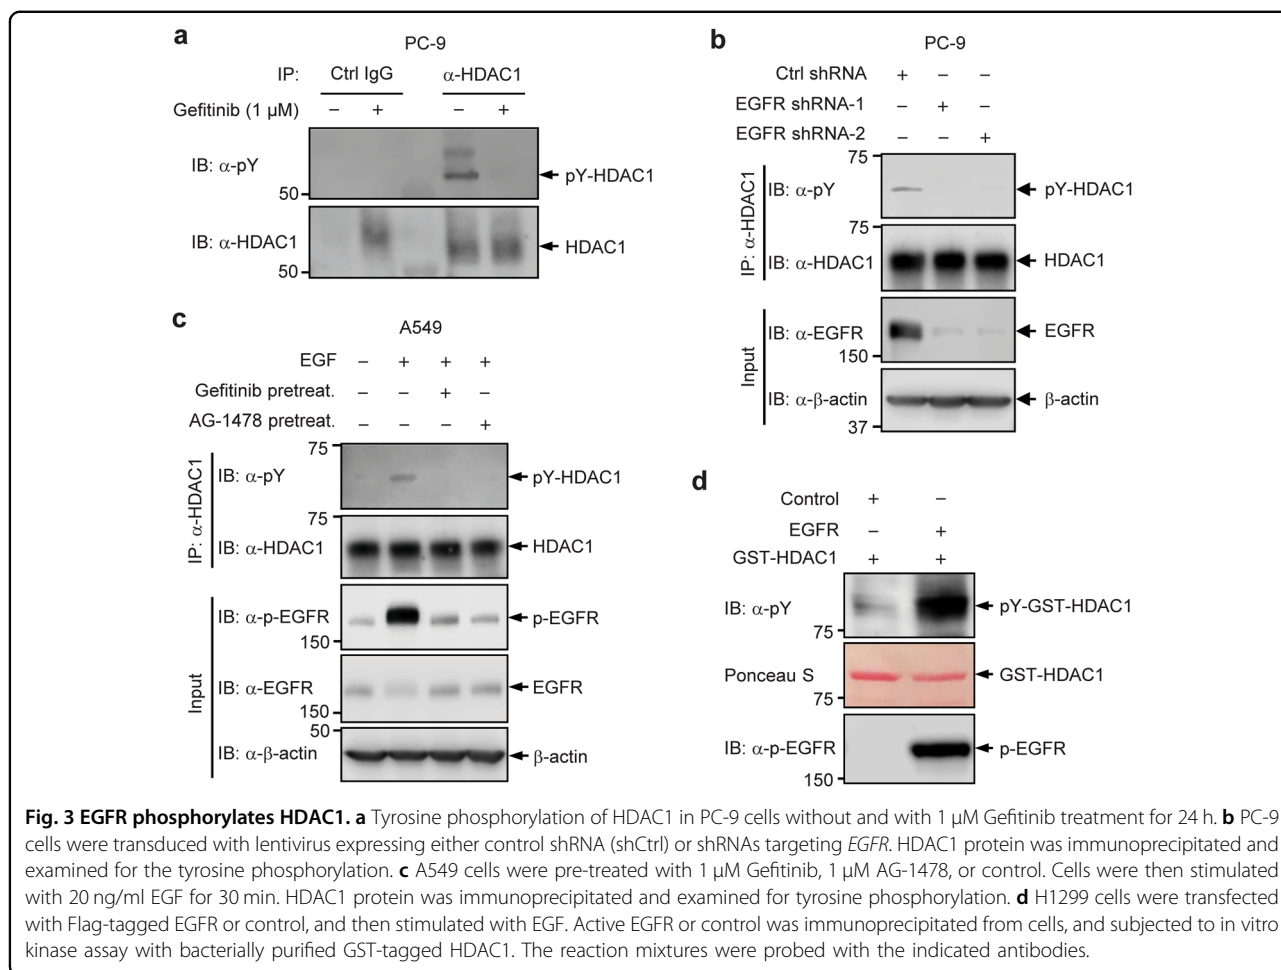 a
PC-9
IP: Ctrl IgG α-HDAC1
Gefitinib (1 µM) − + − +
IB: α-pY
50
pY-HDAC1
IB: α-HDAC1
50
HDAC1
b
PC-9
Ctrl shRNA + − −
EGFR shRNA-1 − + −
EGFR shRNA-2 − − +
IP: α-HDAC1
75
IB: α-pY
pY-HDAC1
75
IB: α-HDAC1
HDAC1
Input
IB: α-EGFR
150
EGFR
IB: α-β-actin
37
β-actin
c
A549
EGF − + + +
Gefitinib pretreat. − − + −
AG-1478 pretreat. − − − +
IP: α-HDAC1
75
IB: α-pY
pY-HDAC1
75
IB: α-HDAC1
HDAC1
Input
IB: α-p-EGFR
150
p-EGFR
IB: α-EGFR
150
EGFR
50
IB: α-β-actin
β-actin
d
Control + −
EGFR − +
GST-HDAC1 + +
IB: α-pY
75
pY-GST-HDAC1
Ponceau S
75
GST-HDAC1
IB: α-p-EGFR
150
p-EGFR
Fig. 3 EGFR phosphorylates HDAC1. a Tyrosine phosphorylation of HDAC1 in PC-9 cells without and with 1 µM Gefitinib treatment for 24 h. b PC-9
cells were transduced with lentivirus expressing either control shRNA (shCtrl) or shRNAs targeting EGFR. HDAC1 protein was immunoprecipitated and
examined for the tyrosine phosphorylation. c A549 cells were pre-treated with 1 µM Gefitinib, 1 µM AG-1478, or control. Cells were then stimulated
with 20 ng/ml EGF for 30 min. HDAC1 protein was immunoprecipitated and examined for tyrosine phosphorylation. d H1299 cells were transfected
with Flag-tagged EGFR or control, and then stimulated with EGF. Active EGFR or control was immunoprecipitated from cells, and subjected to in vitro
kinase assay with bacterially purified GST-tagged HDAC1. The reaction mixtures were probed with the indicated antibodies.